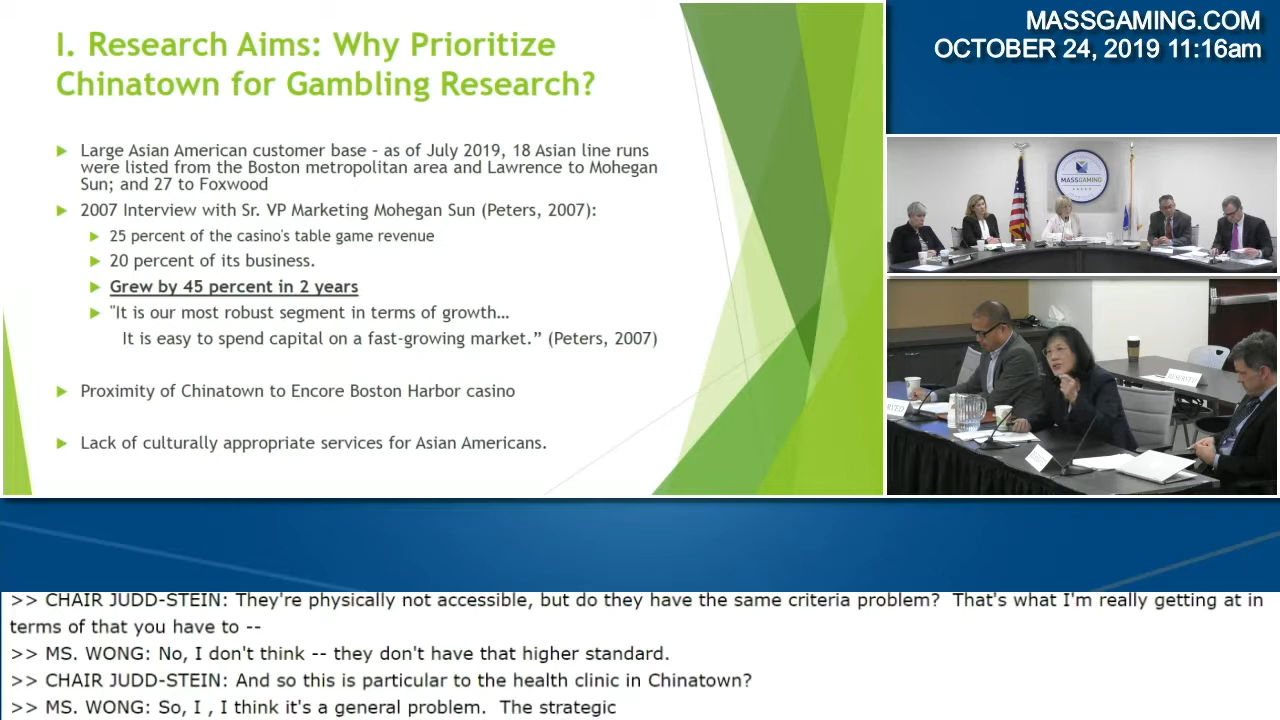 I. Research Aims: Why Prioritize
Chinatown for Gambling Research?
Large Asian American customer base – as of July 2019, 18 Asian line runs
were listed from the Boston metropolitan area and Lawrence to Mohegan
Sun; and 27 to Foxwood
2007 Interview with Sr. VP Marketing Mohegan Sun (Peters, 2007):
25 percent of the casino's table game revenue
20 percent of its business.
Grew by 45 percent in 2 years
"It is our most robust segment in terms of growth…
It is easy to spend capital on a fast-growing market.” (Peters, 2007)
Proximity of Chinatown to Encore Boston Harbor casino
Lack of culturally appropriate services for Asian Americans.
MASSGAMING.COM
OCTOBER 24, 2019 11:16am
MASSGAMING
RESERVED
ERVED
>> CHAIR JUDD-STEIN: They're physically not accessible, but do they have the same criteria problem?  That's what I'm really getting at in
terms of that you have to --
>> MS. WONG: No, I don't think -- they don't have that higher standard.
>> CHAIR JUDD-STEIN: And so this is particular to the health clinic in Chinatown?
>> MS. WONG: So, I , I think it's a general problem.  The strategic